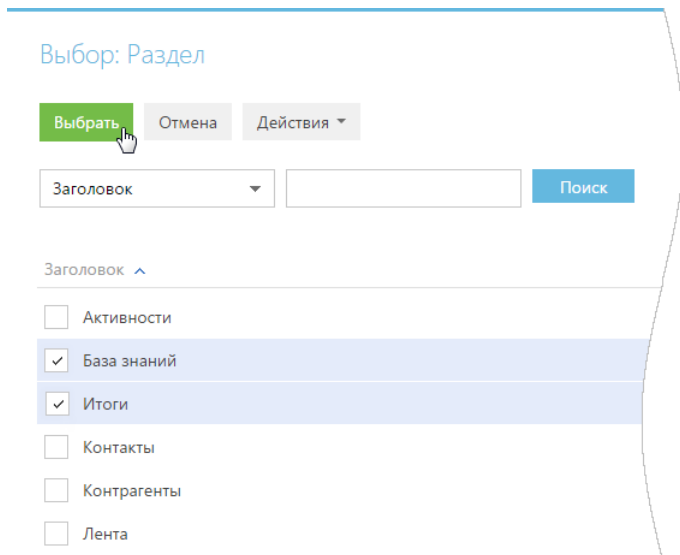 Выбор: Раздел
Выбрать Отмена Действия
Заголовок Поиск
Заголовок
Активности
База знаний
Итоги
Контакты
Контрагенты
Лента